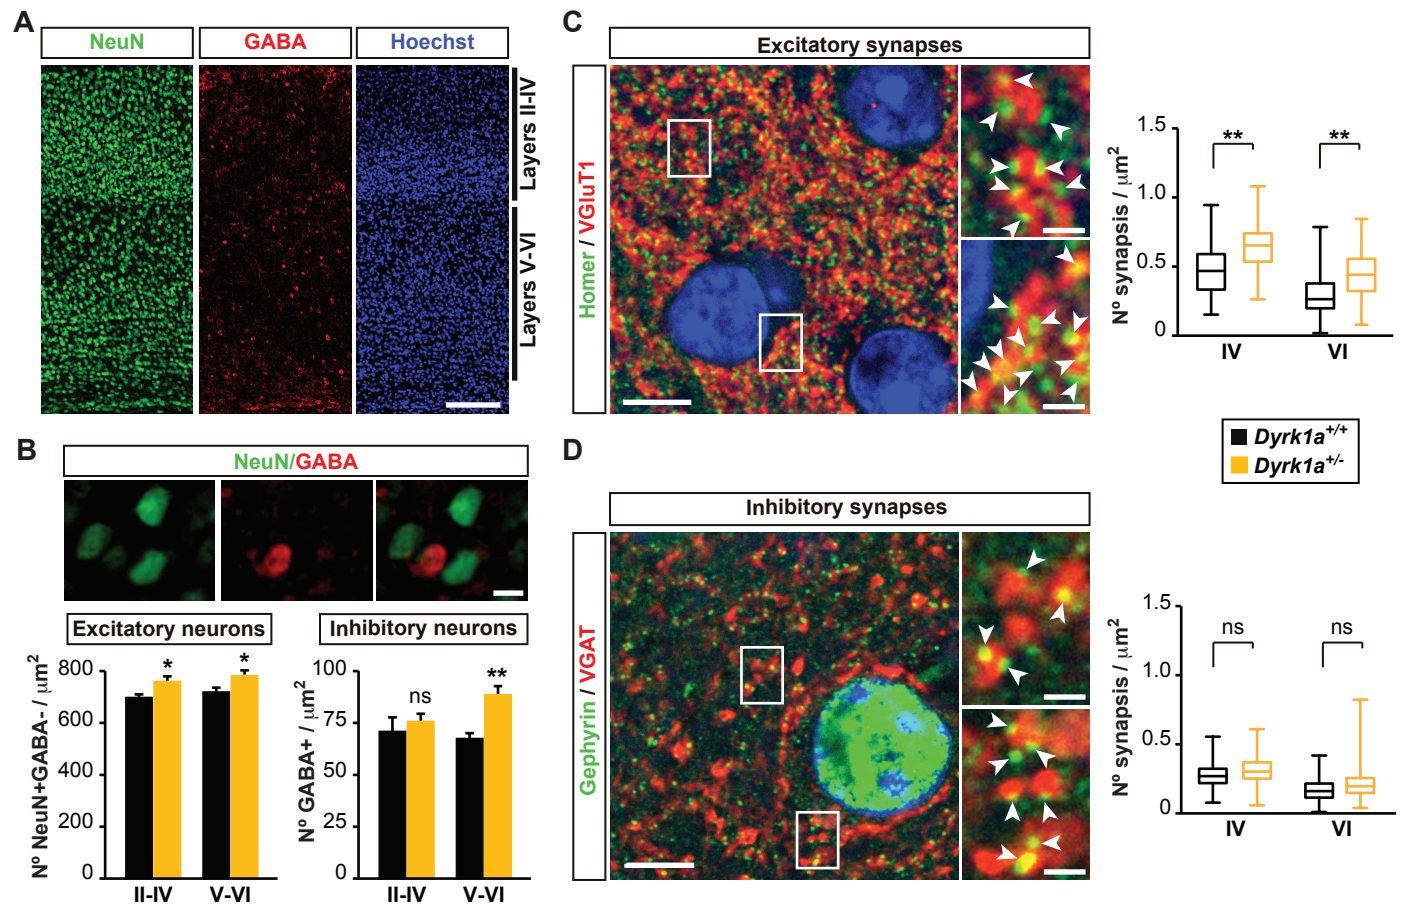 A
NeuN
GABA
Hoechst
Layers II-IV
Layers V-VI
B
NeuN/GABA
Excitatory neurons
Nº NeuN+GABA- / µm²
800
600
400
200
0
*
*
II-IV
V-VI
Inhibitory neurons
Nº GABA+ / µm²
100
75
50
25
0
ns
**
II-IV
V-VI
C
Excitatory synapses
Homer / VGluT1
Nº synapsis / µm²
1.5
1.0
0.5
0
**
**
IV
VI
Dyrk1a+/+
Dyrk1a+/-
D
Inhibitory synapses
Gephyrin / VGAT
Nº synapsis / µm²
1.5
1.0
0.5
0
ns
ns
IV
VI